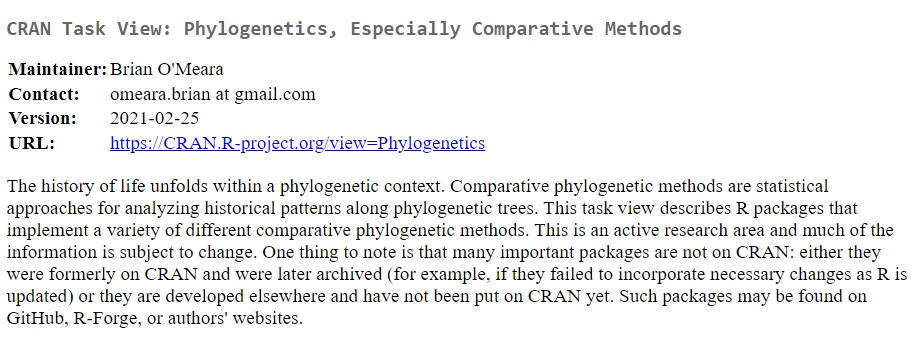 CRAN Task View: Phylogenetics, Especially Comparative Methods
Maintainer: Brian O'Meara
Contact: omeara.brian at gmail.com
Version: 2021-02-25
URL: https://CRAN.R-project.org/view=Phylogenetics
The history of life unfolds within a phylogenetic context. Comparative phylogenetic methods are statistical
approaches for analyzing historical patterns along phylogenetic trees. This task view describes R packages that
implement a variety of different comparative phylogenetic methods. This is an active research area and much of the
information is subject to change. One thing to note is that many important packages are not on CRAN: either they
were formerly on CRAN and were later archived (for example, if they failed to incorporate necessary changes as R is
updated) or they are developed elsewhere and have not been put on CRAN yet. Such packages may be found on
GitHub, R-Forge, or authors' websites.